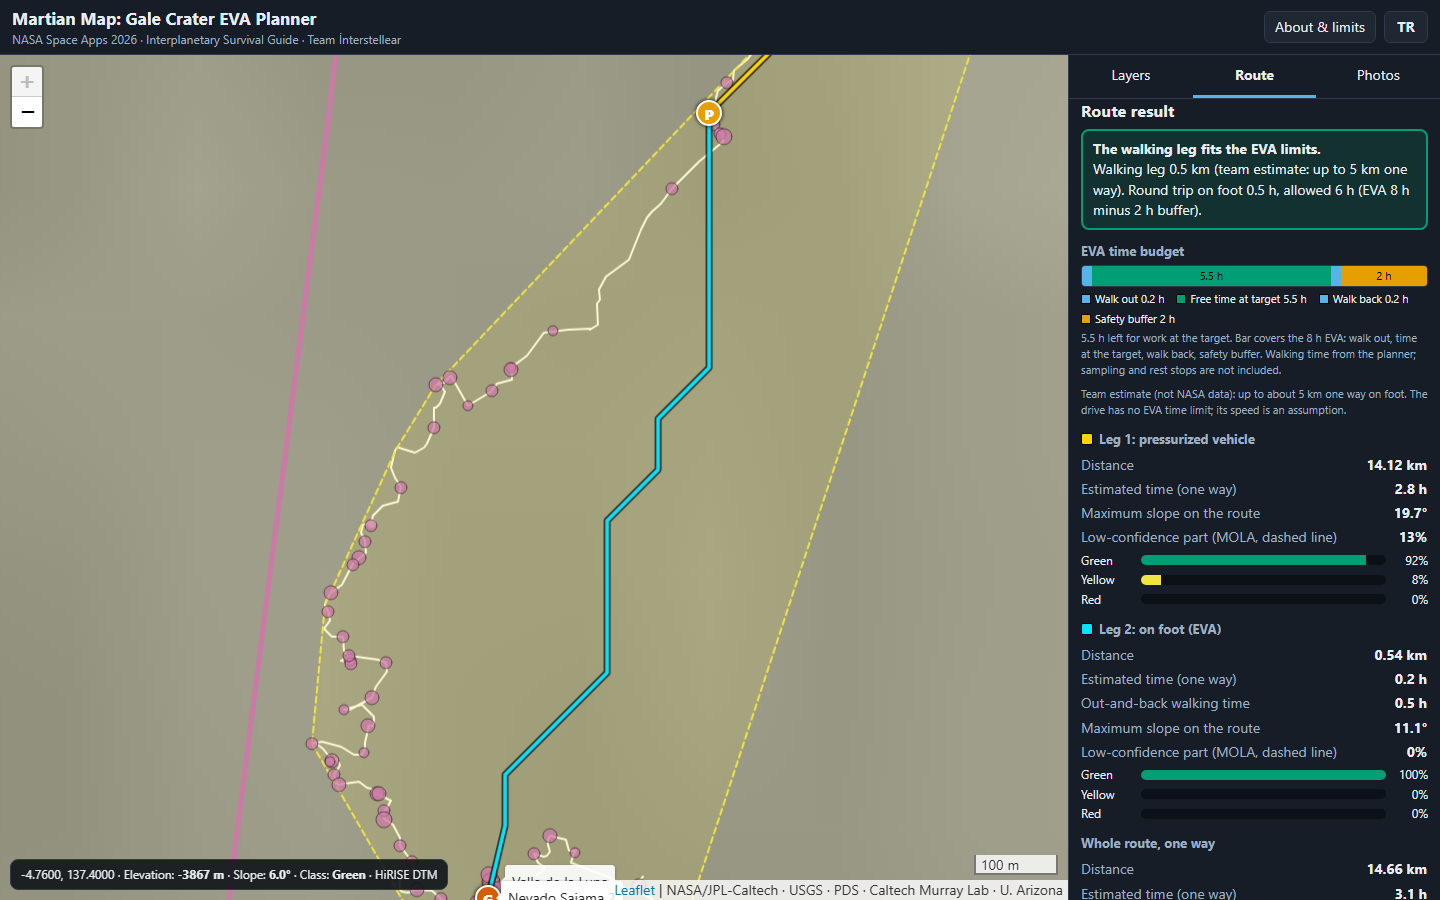 Martian Map: Gale Crater EVA Planner
NASA Space Apps 2026 · Interplanetary Survival Guide · Team İnterstellear
About & limits
TR
+
−
P
G
Nevado Sajama
100 m
-4.7600, 137.4000 · Elevation: -3867 m · Slope: 6.0° · Class: Green · HiRISE DTM
Leaflet | NASA/JPL-Caltech · USGS · PDS · Caltech Murray Lab · U. Arizona
Layers
Route
Photos
Route result
The walking leg fits the EVA limits.
Walking leg 0.5 km (team estimate: up to 5 km one
way). Round trip on foot 0.5 h, allowed 6 h (EVA 8 h
minus 2 h buffer).
EVA time budget
5.5 h
2 h
Walk out 0.2 h
Free time at target 5.5 h
Walk back 0.2 h
Safety buffer 2 h
5.5 h left for work at the target. Bar covers the 8 h EVA: walk out, time
at the target, walk back, safety buffer. Walking time from the planner;
sampling and rest stops are not included.
Team estimate (not NASA data): up to about 5 km one way on foot. The
drive has no EVA time limit; its speed is an assumption.
Leg 1: pressurized vehicle
Distance 14.12 km
Estimated time (one way) 2.8 h
Maximum slope on the route 19.7°
Low-confidence part (MOLA, dashed line) 13%
Green 92%
Yellow 8%
Red 0%
Leg 2: on foot (EVA)
Distance 0.54 km
Estimated time (one way) 0.2 h
Out-and-back walking time 0.5 h
Maximum slope on the route 11.1°
Low-confidence part (MOLA, dashed line) 0%
Green 100%
Yellow 0%
Red 0%
Whole route, one way
Distance 14.66 km
Estimated time (one way) 3.1 h